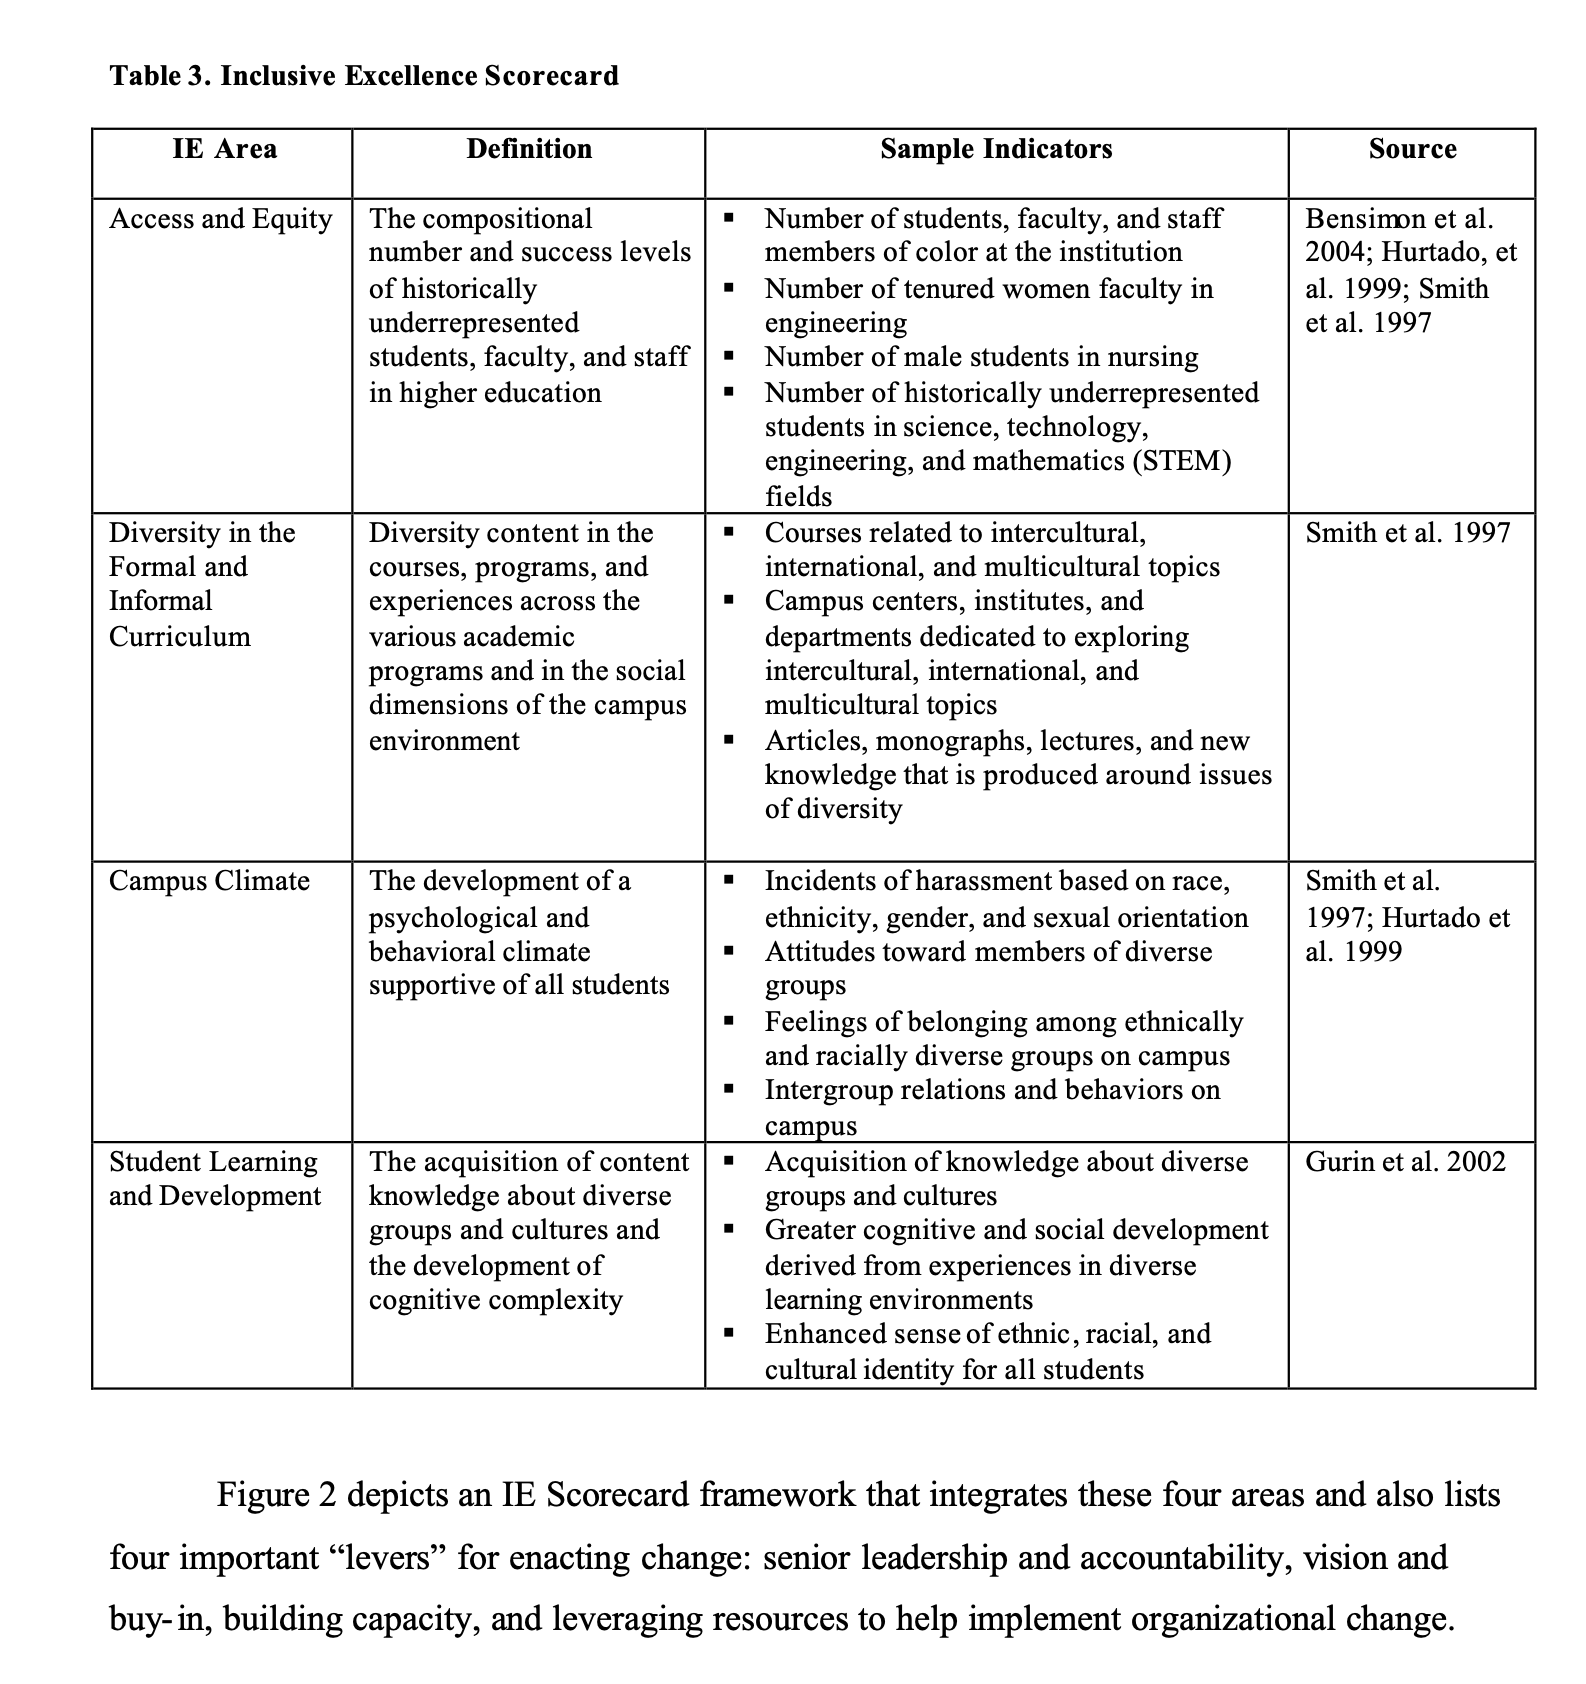 Table 3. Inclusive Excellence Scorecard
IE Area
Definition
Sample Indicators
Source
Access and Equity
The compositional
number and success levels
of historically
underrepresented
students, faculty, and staff
in higher education
▪ Number of students, faculty, and staff
members of color at the institution
▪ Number of tenured women faculty in
engineering
▪ Number of male students in nursing
▪ Number of historically underrepresented
students in science, technology,
engineering, and mathematics (STEM)
fields
Bensimon et al.
2004; Hurtado, et
al. 1999; Smith
et al. 1997
Diversity in the
Formal and
Informal
Curriculum
Diversity content in the
courses, programs, and
experiences across the
various academic
programs and in the social
dimensions of the campus
environment
▪ Courses related to intercultural,
international, and multicultural topics
▪ Campus centers, institutes, and
departments dedicated to exploring
intercultural, international, and
multicultural topics
▪ Articles, monographs, lectures, and new
knowledge that is produced around issues
of diversity
Smith et al. 1997
Campus Climate
The development of a
psychological and
behavioral climate
supportive of all students
▪ Incidents of harassment based on race,
ethnicity, gender, and sexual orientation
▪ Attitudes toward members of diverse
groups
▪ Feelings of belonging among ethnically
and racially diverse groups on campus
▪ Intergroup relations and behaviors on
campus
Smith et al.
1997; Hurtado et
al. 1999
Student Learning
and Development
The acquisition of content
knowledge about diverse
groups and cultures and
the development of
cognitive complexity
▪ Acquisition of knowledge about diverse
groups and cultures
▪ Greater cognitive and social development
derived from experiences in diverse
learning environments
▪ Enhanced sense of ethnic, racial, and
cultural identity for all students
Gurin et al. 2002
Figure 2 depicts an IE Scorecard framework that integrates these four areas and also lists
four important “levers” for enacting change: senior leadership and accountability, vision and
buy-in, building capacity, and leveraging resources to help implement organizational change.